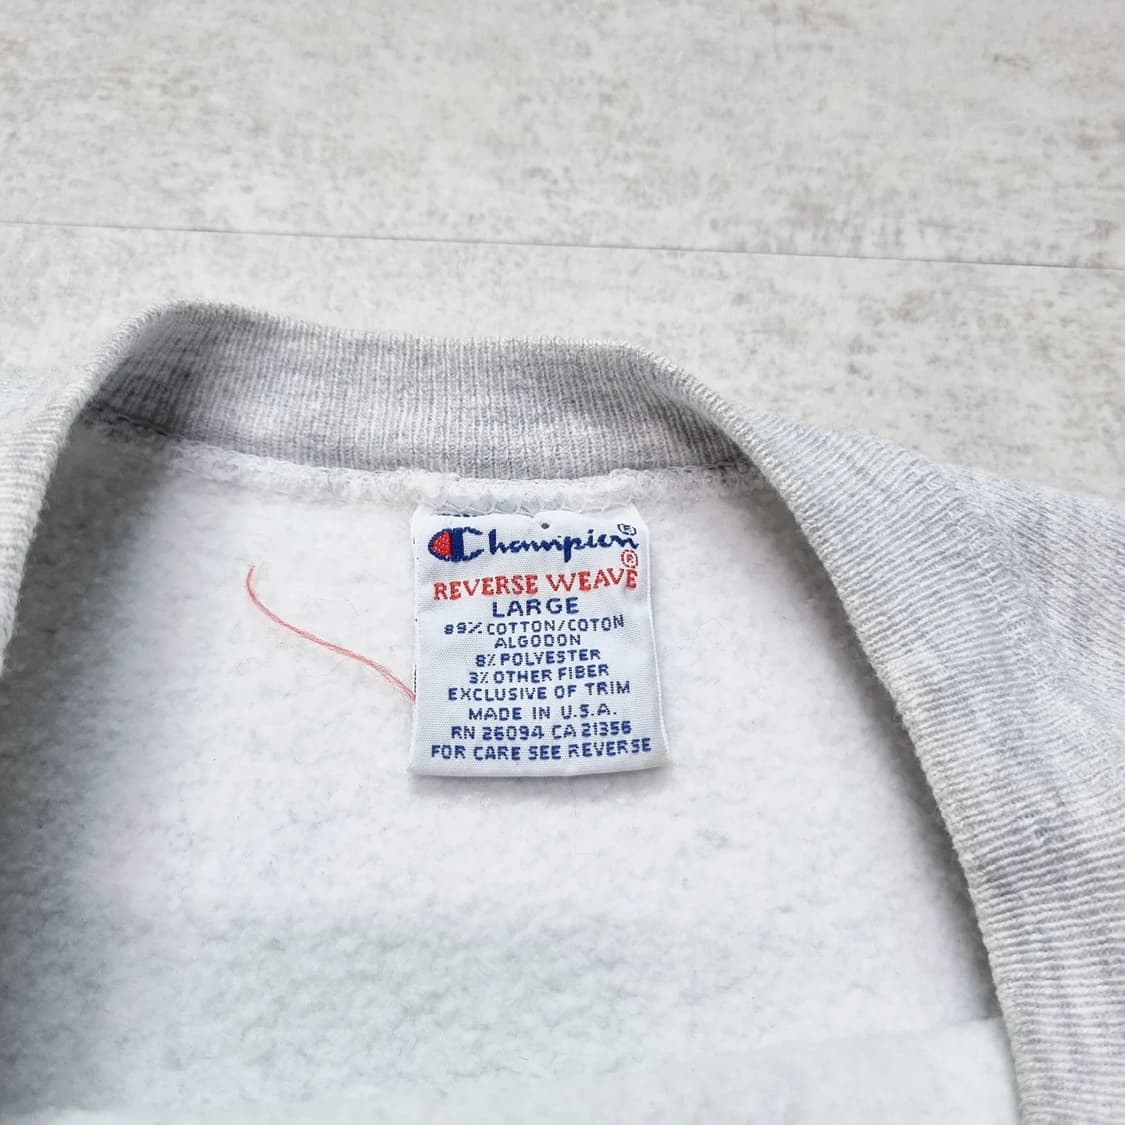 Champion®
REVERSE WEAVE®
LARGE
89% COTTON/COTON
ALGODON
8% POLYESTER
3% OTHER FIBER
EXCLUSIVE OF TRIM
MADE IN U.S.A.
RN 26094 CA 21356
FOR CARE SEE REVERSE